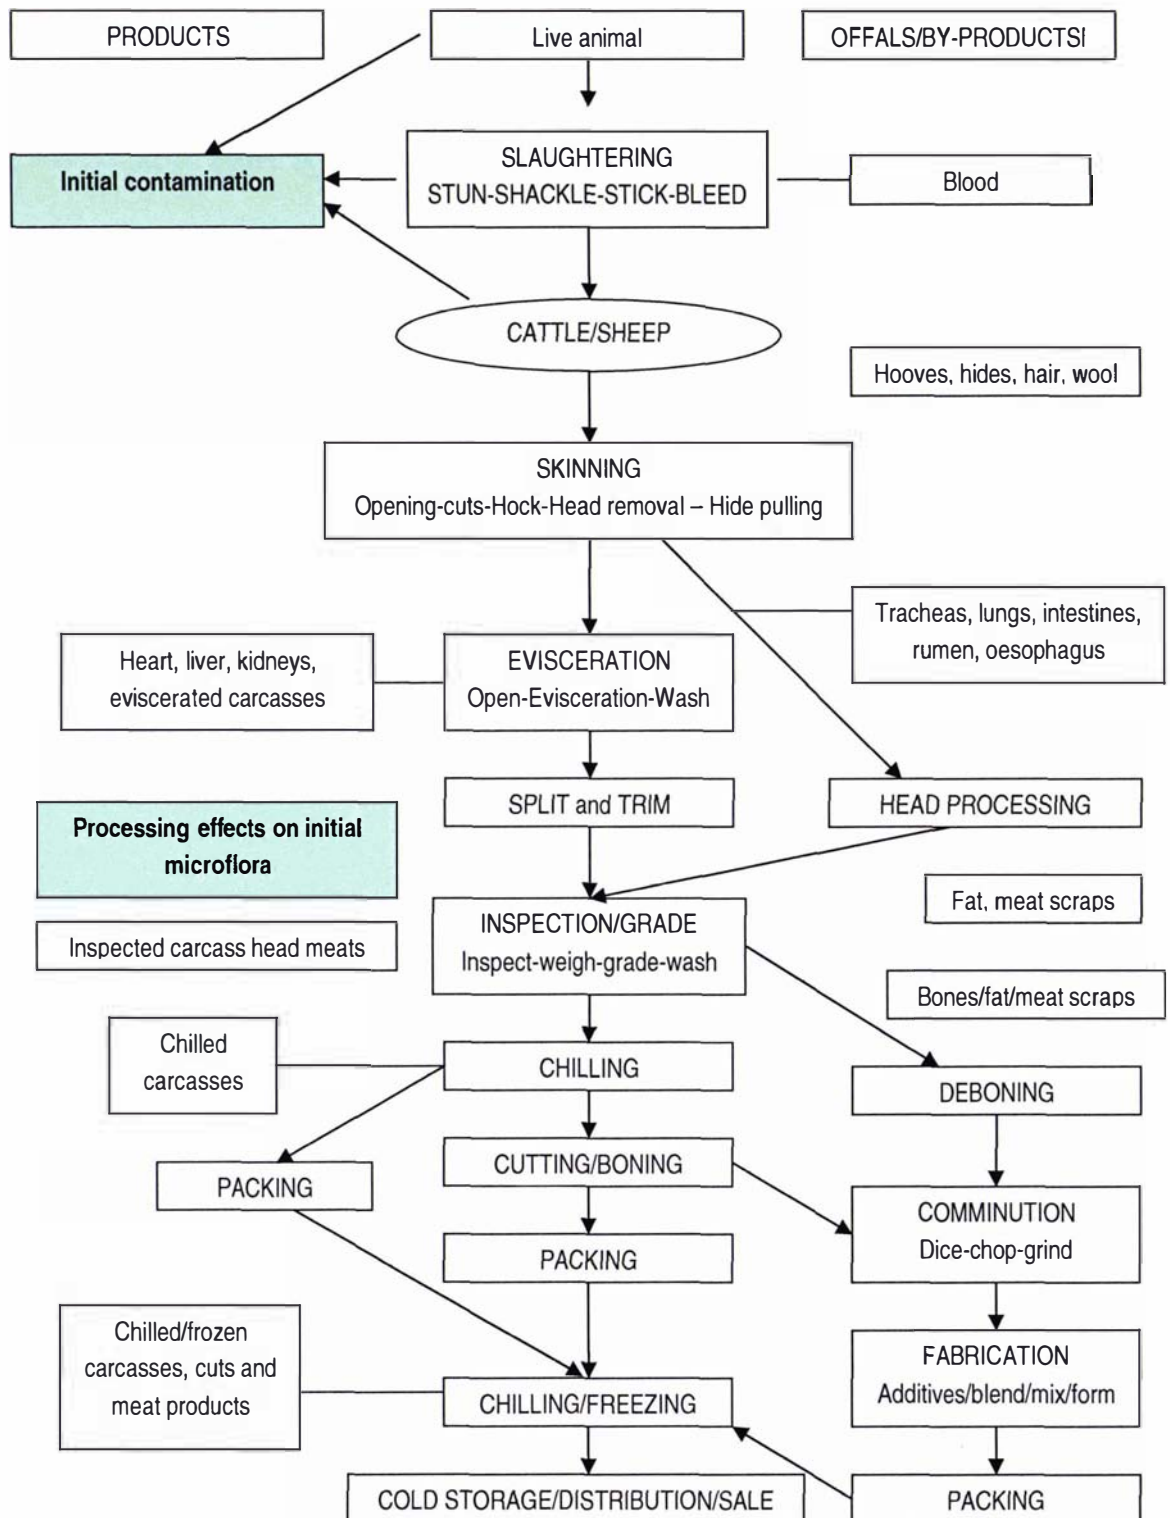 PRODUCTS
Live animal
OFFALS/BY-PRODUCTSI
Initial contamination
SLAUGHTERING
STUN-SHACKLE-STICK-BLEED
Blood
CATTLE/SHEEP
Hooves, hides, hair, wool
SKINNING
Opening-cuts-Hock-Head removal – Hide pulling
Tracheas, lungs, intestines,
rumen, oesophagus
Heart, liver, kidneys,
eviscerated carcasses
EVISCERATION
Open-Evisceration-Wash
SPLIT and TRIM
HEAD PROCESSING
Processing effects on initial
microflora
Fat, meat scraps
Inspected carcass head meats
INSPECTION/GRADE
Inspect-weigh-grade-wash
Bones/fat/meat scraps
Chilled
carcasses
CHILLING
DEBONING
PACKING
CUTTING/BONING
COMMINUTION
Dice-chop-grind
PACKING
Chilled/frozen
carcasses, cuts and
meat products
FABRICATION
Additives/blend/mix/form
CHILLING/FREEZING
COLD STORAGE/DISTRIBUTION/SALE
PACKING